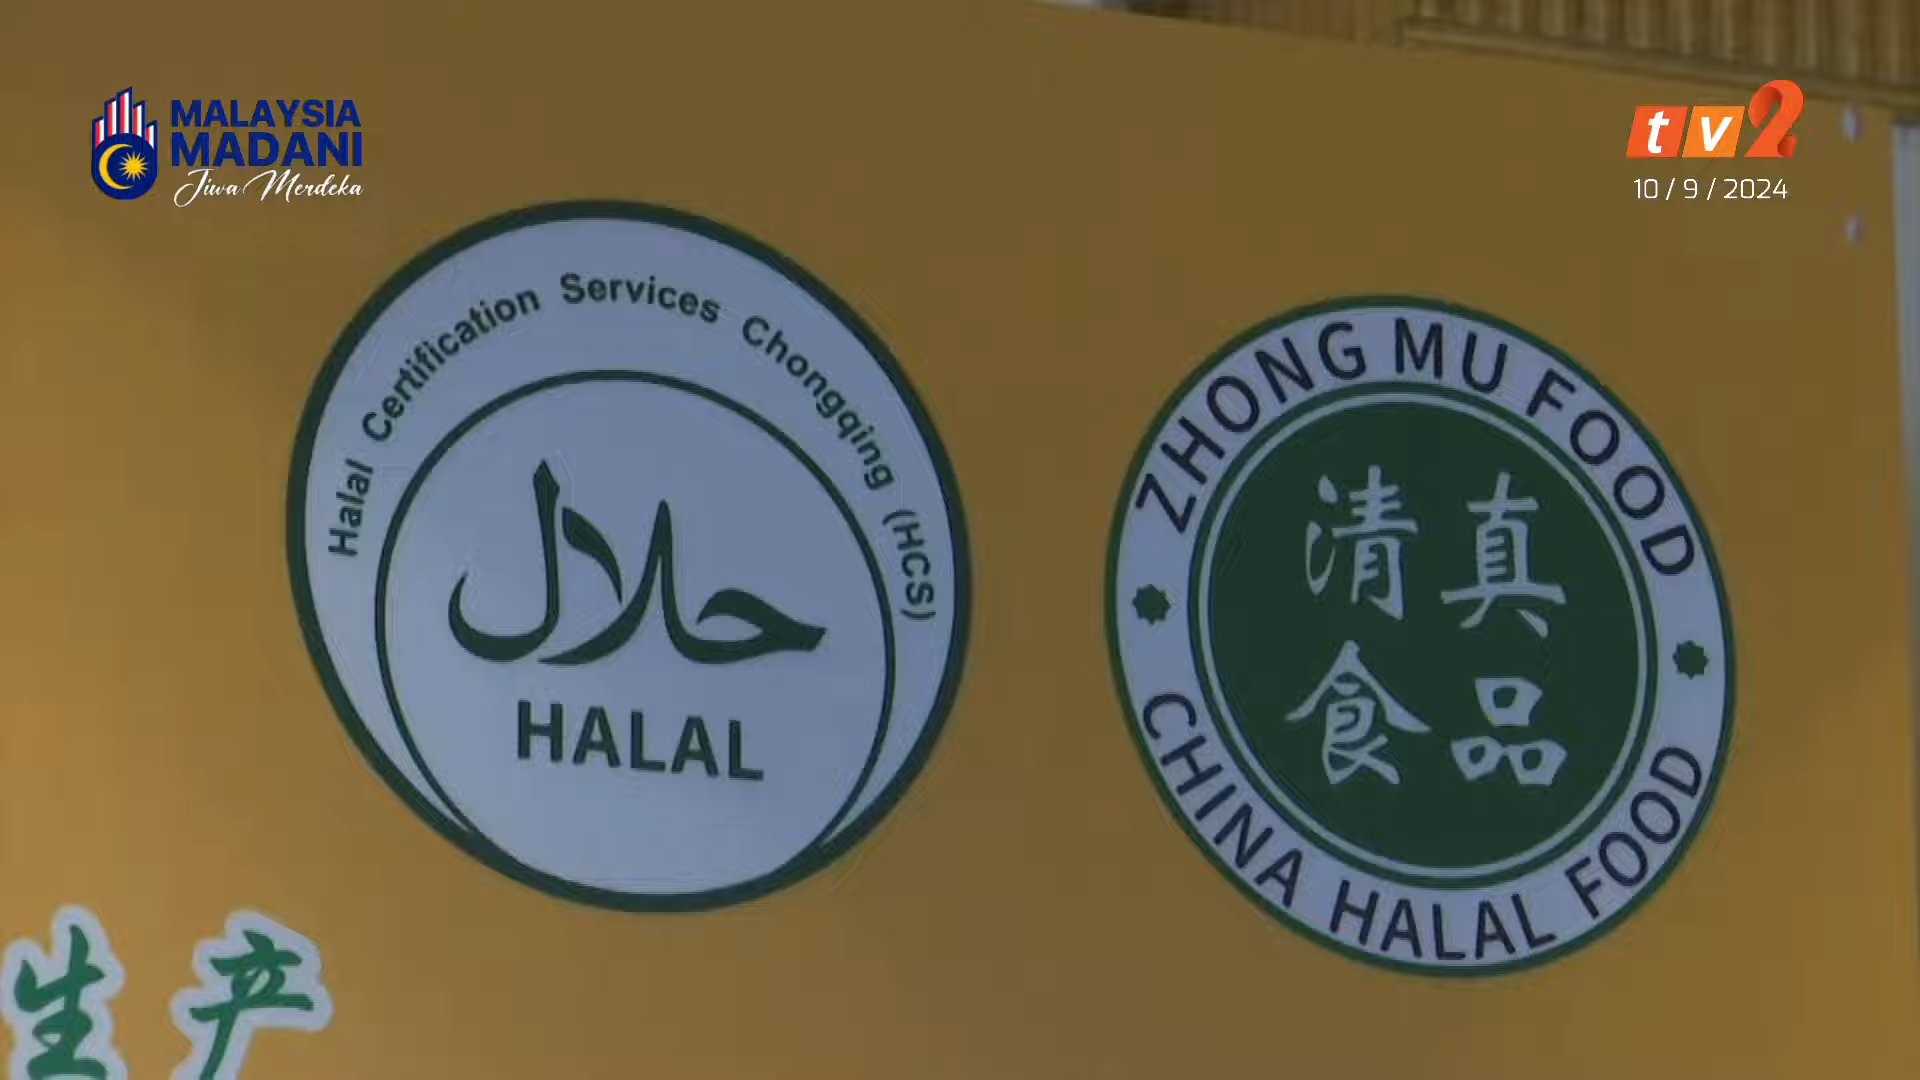 MALAYSIA
MADANI
Jiwa Merdeka
tv2
10 / 9 / 2024
Halal Certification Services Chongqing (HCS)
حلال
HALAL
ZHONG MU FOOD
清真
食品
CHINA HALAL FOOD
生产